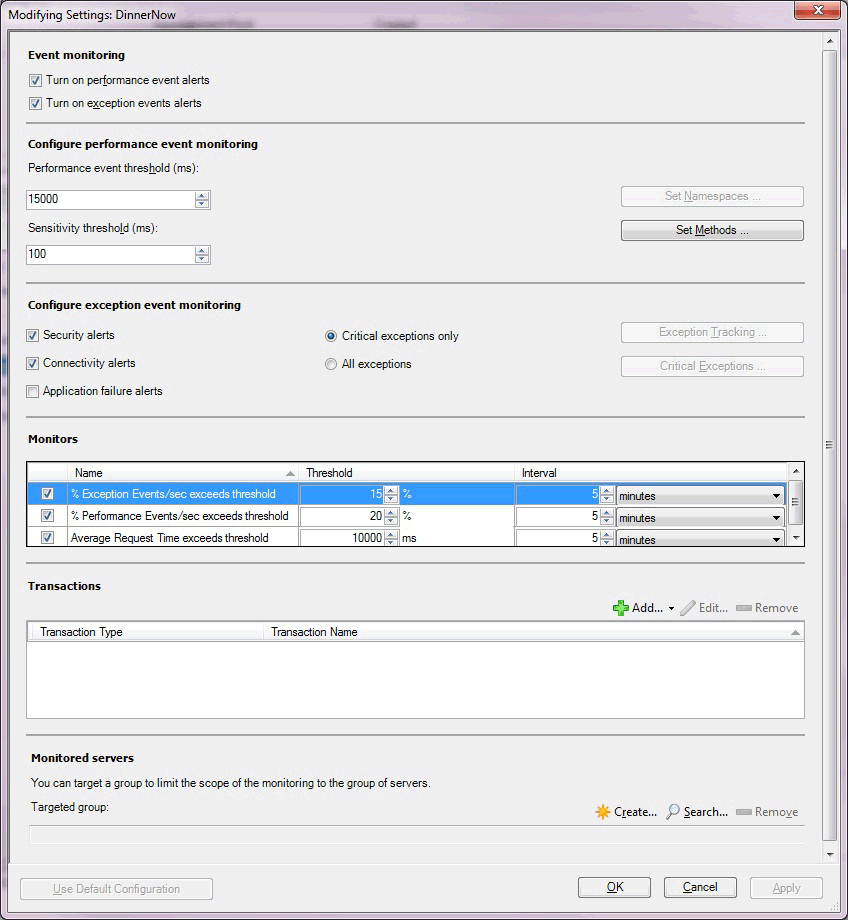 Modifying Settings: DinnerNow
Event monitoring
Turn on performance event alerts
Turn on exception events alerts
Configure performance event monitoring
Performance event threshold (ms):
15000
Set Namespaces ...
Sensitivity threshold (ms):
Set Methods ...
100
Configure exception event monitoring
Security alerts
Critical exceptions only
Exception Tracking ...
Connectivity alerts
All exceptions
Critical Exceptions ...
Application failure alerts
Monitors
Name Threshold Interval
% Exception Events/sec exceeds threshold 15 % 5 minutes
% Performance Events/sec exceeds threshold 20 % 5 minutes
Average Request Time exceeds threshold 10000 ms 5 minutes
Transactions
Add... Edit... Remove
Transaction Type Transaction Name
Monitored servers
You can target a group to limit the scope of the monitoring to the group of servers.
Targeted group:
Create... Search... Remove
Use Default Configuration OK Cancel Apply